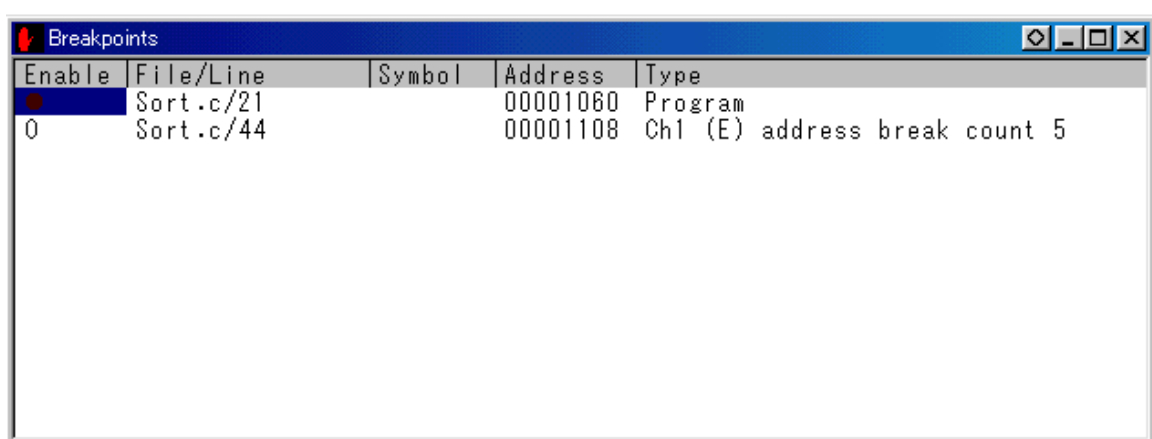 Breakpoints
Enable File/Line Symbol Address Type
Sort.c/21 00001060 Program
O Sort.c/44 00001108 Ch1 (E) address break count 5